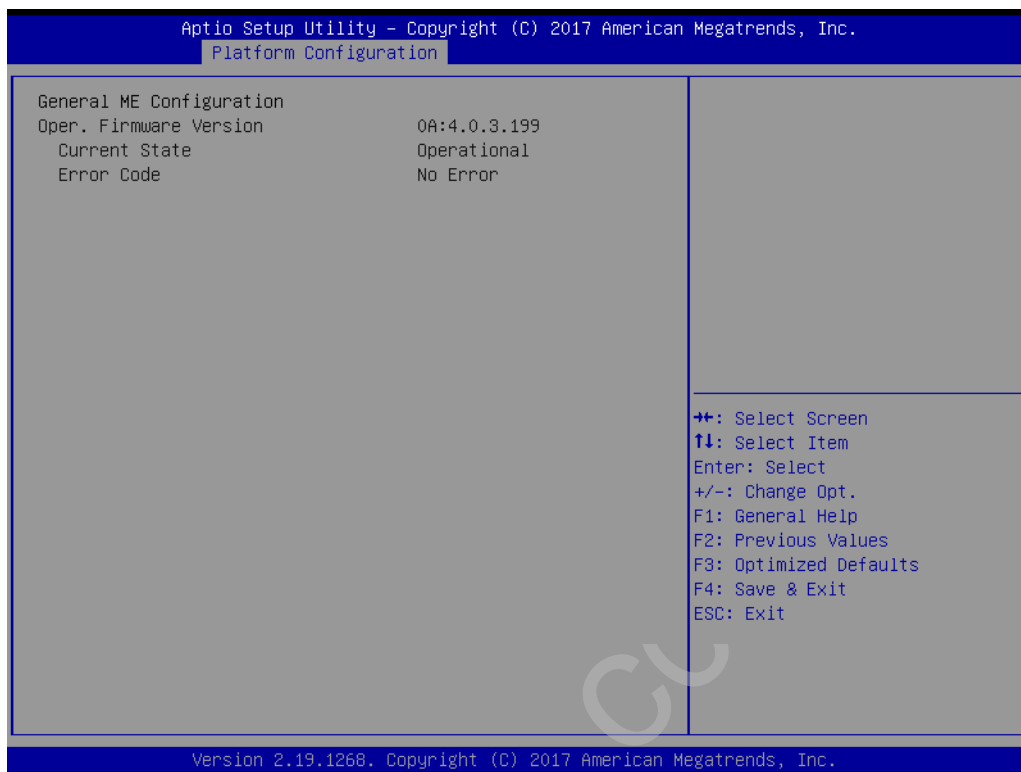 Aptio Setup Utility – Copyright (C) 2017 American Megatrends, Inc.
Platform Configuration
General ME Configuration
Oper. Firmware Version 0A:4.0.3.199
Current State Operational
Error Code No Error
→←: Select Screen
↑↓: Select Item
Enter: Select
+/-: Change Opt.
F1: General Help
F2: Previous Values
F3: Optimized Defaults
F4: Save & Exit
ESC: Exit
Version 2.19.1268. Copyright (C) 2017 American Megatrends, Inc.